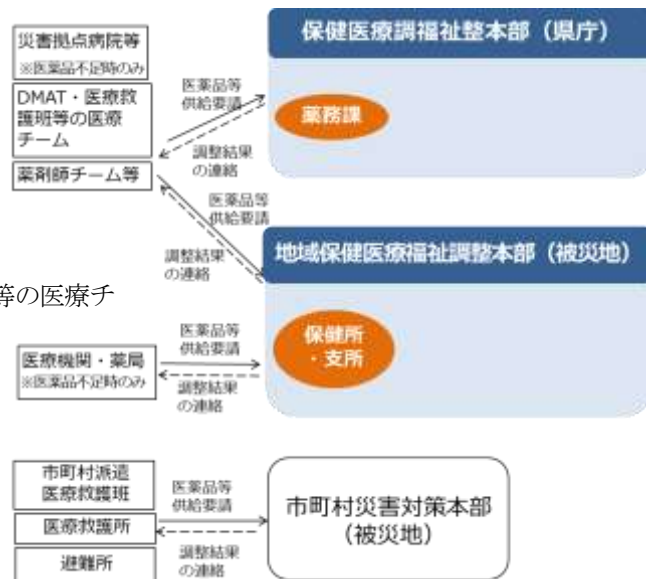 保健医療調福祉整本部（県庁）
災害拠点病院等
※医薬品不足時のみ
DMAT・医療救
護班等の医療
チーム
薬剤師チーム等
医薬品等
供給要請
薬務課
調整結果
の連絡
医薬品等
供給要請
調整結果
の連絡
地域保健医療福祉調整本部（被災地）
等の医療チ
医療機関・薬局
※医薬品不足時のみ
医薬品等
供給要請
調整結果
の連絡
保健所
・支所
市町村派遣
医療救護班
医療救護所
避難所
医薬品等
供給要請
調整結果
の連絡
市町村災害対策本部
（被災地）